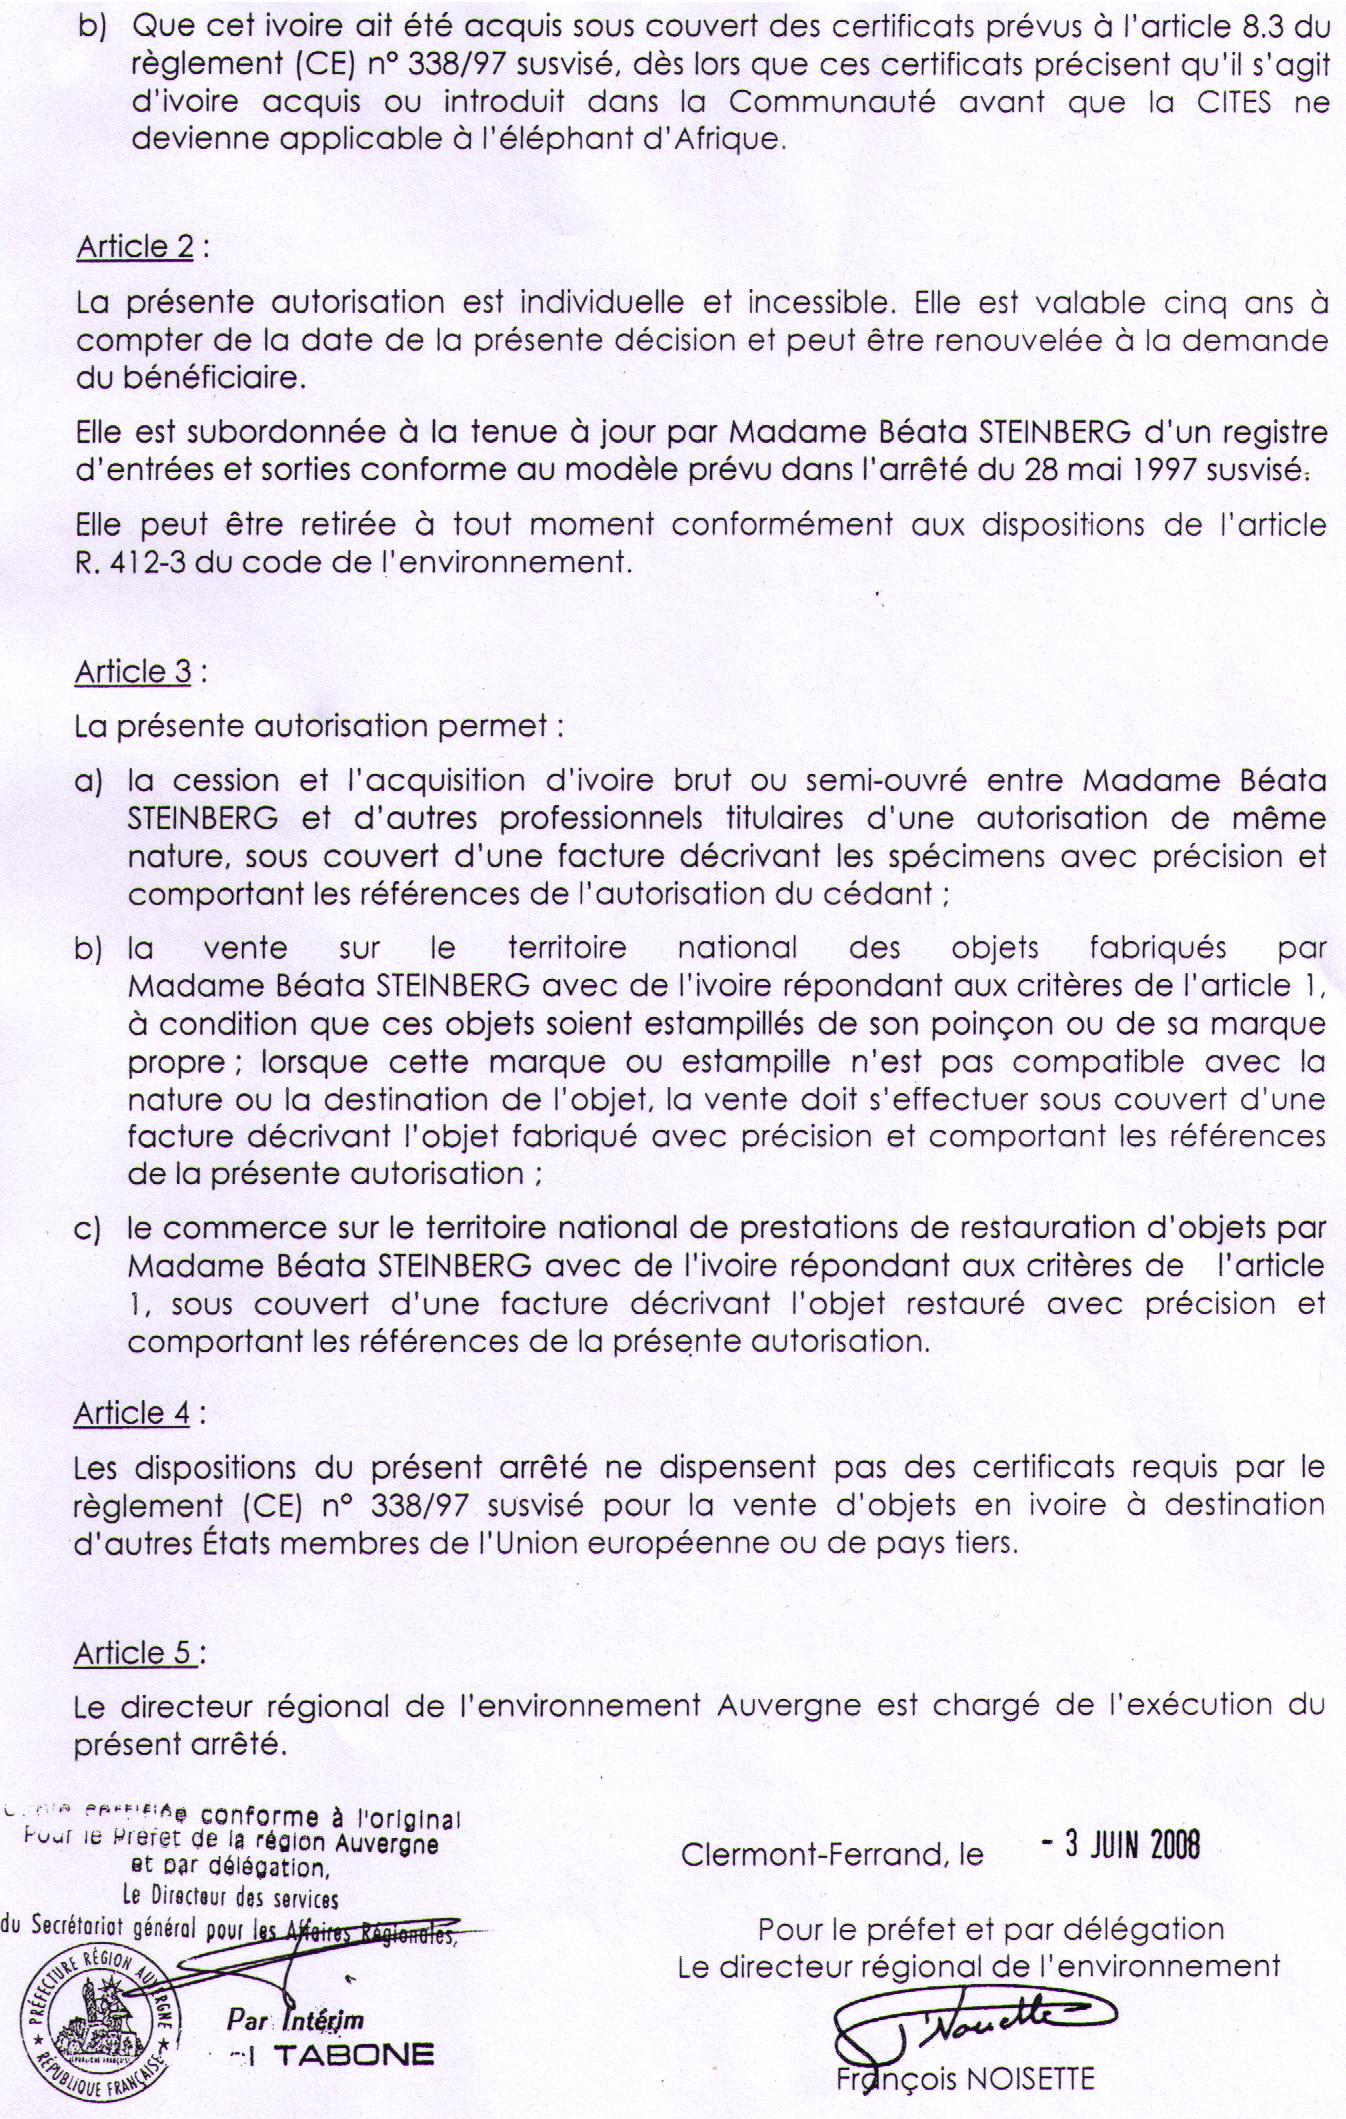 b) Que cet ivoire ait été acquis sous couvert des certificats prévus à l'article 8.3 du
règlement (CE) n° 338/97 susvisé, dès lors que ces certificats précisent qu'il s'agit
d'ivoire acquis ou introduit dans la Communauté avant que la CITES ne
devienne applicable à l'éléphant d'Afrique.
Article 2 :
La présente autorisation est individuelle et incessible. Elle est valable cinq ans à
compter de la date de la présente décision et peut être renouvelée à la demande
du bénéficiaire.
Elle est subordonnée à la tenue à jour par Madame Béata STEINBERG d'un registre
d'entrées et sorties conforme au modèle prévu dans l'arrêté du 28 mai 1997 susvisé.
Elle peut être retirée à tout moment conformément aux dispositions de l'article
R. 412-3 du code de l'environnement.
Article 3 :
La présente autorisation permet :
a) la cession et l'acquisition d'ivoire brut ou semi-ouvré entre Madame Béata
STEINBERG et d'autres professionnels titulaires d'une autorisation de même
nature, sous couvert d'une facture décrivant les spécimens avec précision et
comportant les références de l'autorisation du cédant ;
b) la vente sur le territoire national des objets fabriqués par
Madame Béata STEINBERG avec de l'ivoire répondant aux critères de l'article 1,
à condition que ces objets soient estampillés de son poinçon ou de sa marque
propre ; lorsque cette marque ou estampille n'est pas compatible avec la
nature ou la destination de l'objet, la vente doit s'effectuer sous couvert d'une
facture décrivant l'objet fabriqué avec précision et comportant les références
de la présente autorisation ;
c) le commerce sur le territoire national de prestations de restauration d'objets par
Madame Béata STEINBERG avec de l'ivoire répondant aux critères de l'article
1, sous couvert d'une facture décrivant l'objet restauré avec précision et
comportant les références de la présente autorisation.
Article 4 :
Les dispositions du présent arrêté ne dispensent pas des certificats requis par le
règlement (CE) n° 338/97 susvisé pour la vente d'objets en ivoire à destination
d'autres États membres de l'Union européenne ou de pays tiers.
Article 5 :
Le directeur régional de l'environnement Auvergne est chargé de l'exécution du
présent arrêté.
Copie certifiée conforme à l'original
Pour le Préfet de la région Auvergne
et par délégation,
Le Directeur des services
du Secrétariat général pour les Affaires Régionales,
PRÉFECTURE RÉGION AUVERGNE
RÉPUBLIQUE FRANÇAISE
Par Intérim
TABONE
Clermont-Ferrand, le - 3 JUIN 2008
Pour le préfet et par délégation
Le directeur régional de l'environnement
Noisette
François NOISETTE